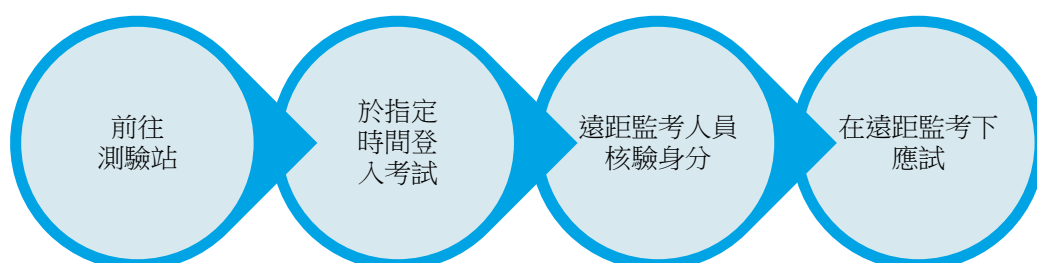 前往
測驗站
於指定
時間登
入考試
遠距監考人員
核驗身分
在遠距監考下
應試